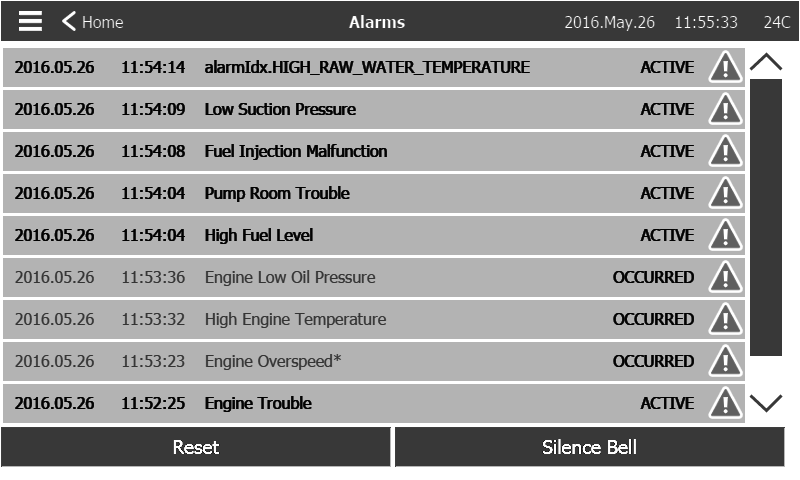 Home Alarms 2016.May.26 11:55:33 24C
2016.05.26 11:54:14 alarmIdx.HIGH_RAW_WATER_TEMPERATURE ACTIVE
2016.05.26 11:54:09 Low Suction Pressure ACTIVE
2016.05.26 11:54:08 Fuel Injection Malfunction ACTIVE
2016.05.26 11:54:04 Pump Room Trouble ACTIVE
2016.05.26 11:54:04 High Fuel Level ACTIVE
2016.05.26 11:53:36 Engine Low Oil Pressure OCCURRED
2016.05.26 11:53:32 High Engine Temperature OCCURRED
2016.05.26 11:53:23 Engine Overspeed* OCCURRED
2016.05.26 11:52:25 Engine Trouble ACTIVE
Reset Silence Bell